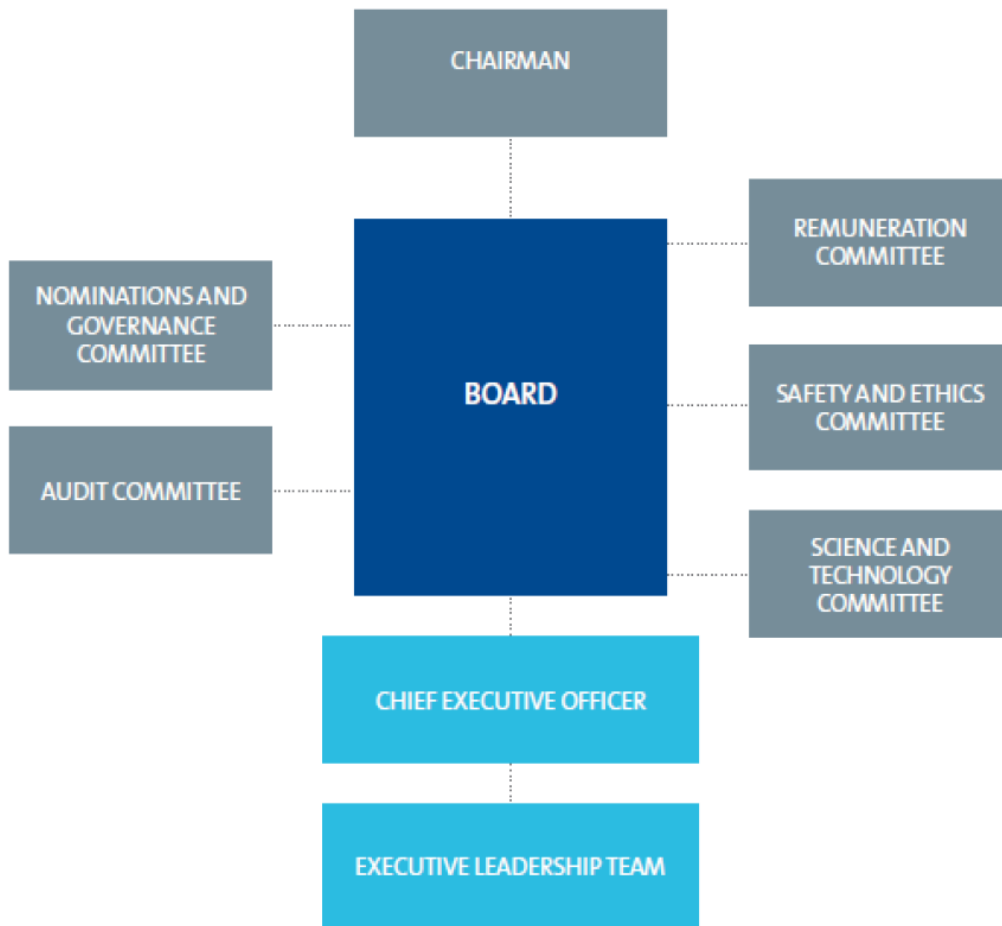 CHAIRMAN
REMUNERATION
COMMITTEE
NOMINATIONS AND
GOVERNANCE
COMMITTEE
BOARD
SAFETY AND ETHICS
COMMITTEE
AUDIT COMMITTEE
SCIENCE AND
TECHNOLOGY
COMMITTEE
CHIEF EXECUTIVE OFFICER
EXECUTIVE LEADERSHIP TEAM